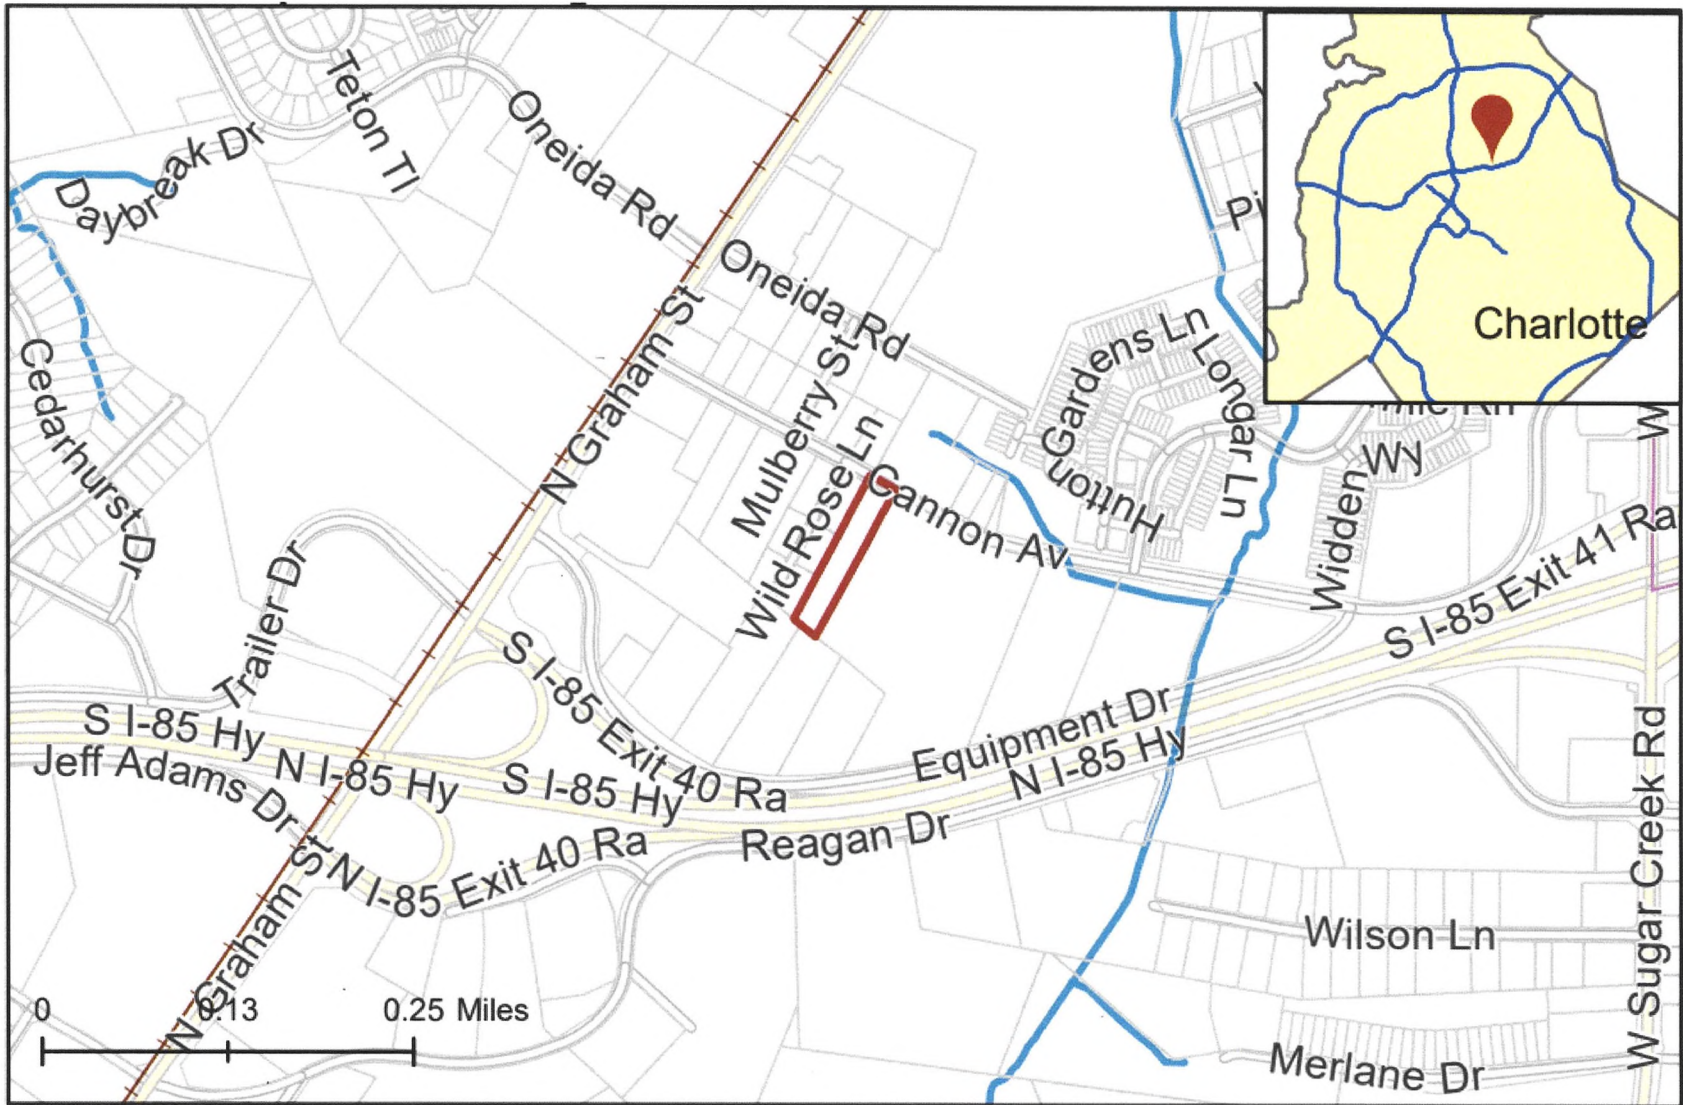 Teton Tl
Oneida Rd
Daybreak Dr
Oneida Rd
Pi
Charlotte
N Graham St
Mulberry St
Gardens Ln
Longar Ln
Cedarhurst Dr
Wild Rose Ln
Cannon Av
Hutton
Widden
Wy
W
Trailer Dr
S I-85 Exit 41 Ra
S I-85 Exit 40 Ra
S I-85 Hy
N I-85 Hy
S I-85 Hy
Equipment Dr
N I-85 Hy
Jeff Adams Dr
N I-85 Exit 40 Ra
Reagan Dr
N Graham St
Wilson Ln
W Sugar Creek Rd
Merlane Dr
0 0.13 0.25 Miles